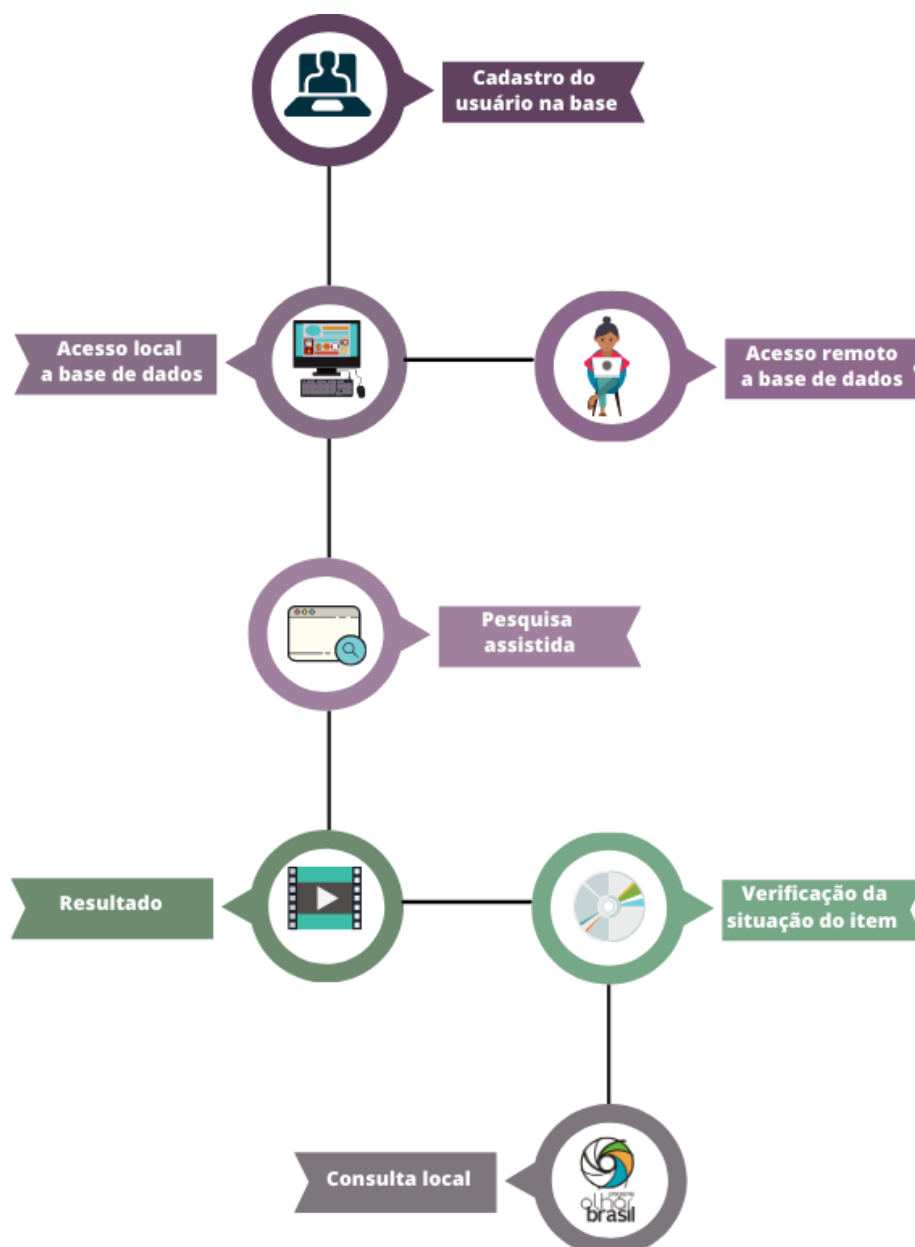 Cadastro do
usuário na base
Acesso local
a base de dados
Acesso remoto
a base de dados
Pesquisa
assistida
Resultado
Verificação da
situação do item
Consulta local
programa
olhar
brasil